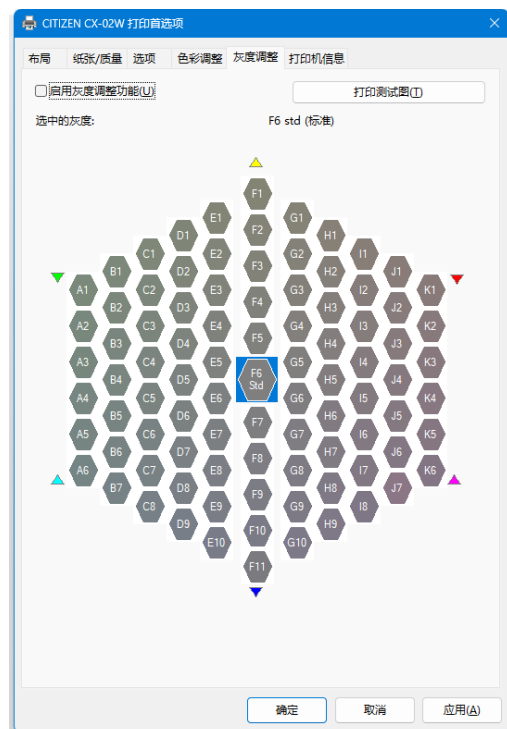 CITIZEN CX-02W 打印首选项
布局 纸张/质量 选项 色彩调整 灰度调整 打印机信息
启用灰度调整功能(U) 打印测试图(T)
选中的灰度: F6 std (标准)
F1
E1 G1
F2
D1 H1
C1 E2 G2 I1
F3
B1 D2 H2 J1
A1 C2 E3 G3 I2 K1
F4
B2 D3 H3 J2
A2 C3 E4 G4 I3 K2
F5
B3 D4 H4 J3
A3 C4 E5 G5 I4 K3
F6
Std
B4 D5 H5 J4
A4 C5 E6 G6 I5 K4
F7
B5 D6 H6 J5
A5 C6 E7 G7 I6 K5
F8
B6 D7 H7 J6
A6 C7 E8 G8 I7 K6
F9
B7 D8 H8 J7
C8 E9 G9 I8
F10
D9 H9
E10 G10
F11
确定 取消 应用(A)